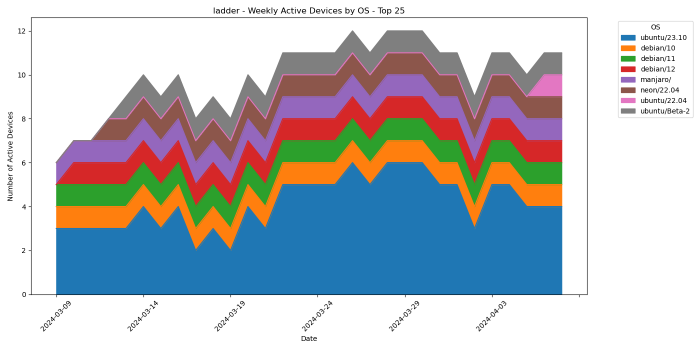 ladder - Weekly Active Devices by OS - Top 25
Number of Active Devices
12
10
8
6
4
2
0
2024-03-09
2024-03-14
2024-03-19
2024-03-24
2024-03-29
2024-04-03
Date
OS
ubuntu/23.10
debian/10
debian/11
debian/12
manjaro/
neon/22.04
ubuntu/22.04
ubuntu/Beta-2